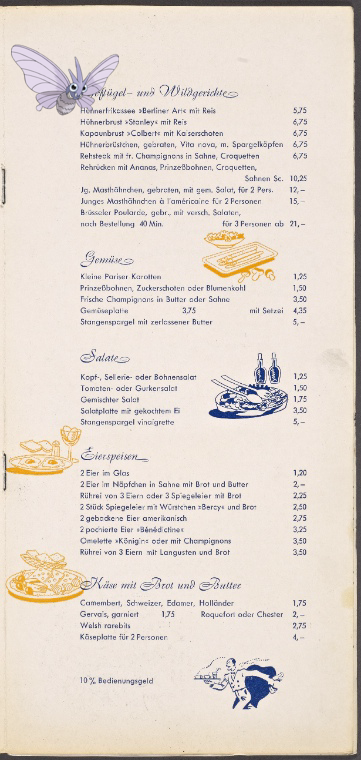 Geflügel- und Wildgerichte
Hühnerfrikassee »Berliner Art« mit Reis 5,75
Hühnerbrust »Stanley« mit Reis 6,75
Kapaunbrust »Colbert« mit Kaiserschoten 6,75
Hühnerbrüstchen, gebraten, Vita nova, m. Spargelköpfen 6,75
Rehsteak mit fr. Champignons in Sahne, Croquetten 6,75
Rehrücken mit Ananas, Prinzeßbohnen, Croquetten,
Sahnen Sc. 10,25
Jg. Masthähnchen, gebraten, mit gem. Salat, für 2 Pers. 12,–
Junges Masthähnchen à l'américaine für 2 Personen 15,–
Brüsseler Poularde, gebr., mit versch. Salaten,
nach Bestellung 40 Min. für 3 Personen ab 21,–
Gemüse
Kleine Pariser Karotten 1,25
Prinzeßbohnen, Zuckerschoten oder Blumenkohl 1,50
Frische Champignons in Butter oder Sahne 3,50
Gemüseplatte 3,75 mit Setzei 4,35
Stangenspargel mit zerlassener Butter 5,–
Salate
Kopf-, Sellerie- oder Bohnensalat 1,25
Tomaten- oder Gurkensalat 1,50
Gemischter Salat 1,75
Salatplatte mit gekochtem Ei 3,50
Stangenspargel vinaigrette 5,–
Eierspeisen
2 Eier im Glas 1,20
2 Eier im Näpfchen in Sahne mit Brot und Butter 2,–
Rührei von 3 Eiern oder 3 Spiegeleier mit Brot 2,25
2 Stück Spiegeleier mit Würstchen »Bercy« und Brot 2,50
2 gebackene Eier amerikanisch 2,75
2 pochierte Eier »Bénédictine« 3,25
Omelette »Königin« oder mit Champignons 3,50
Rührei von 3 Eiern mit Langusten und Brot 3,50
Käse mit Brot und Butter
Camembert, Schweizer, Edamer, Holländer 1,75
Gervais, garniert 1,75 Roquefort oder Chester 2,–
Welsh rarebits 2,75
Käseplatte für 2 Personen 4,–
10% Bedienungsgeld